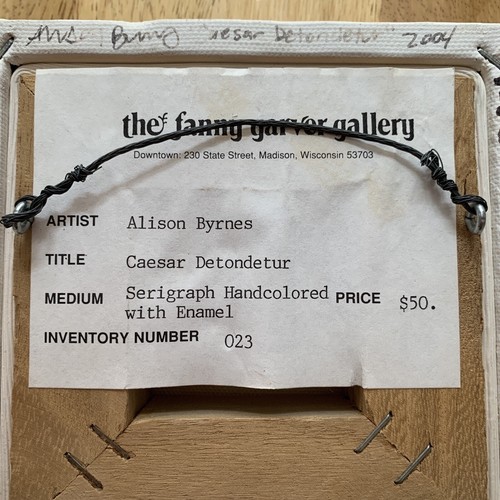 Caesar Detondetur 2004
the fanny garver gallery
Downtown: 230 State Street, Madison, Wisconsin 53703
ARTIST Alison Byrnes
TITLE Caesar Detondetur
MEDIUM Serigraph Handcolored PRICE $50.
with Enamel
INVENTORY NUMBER 023